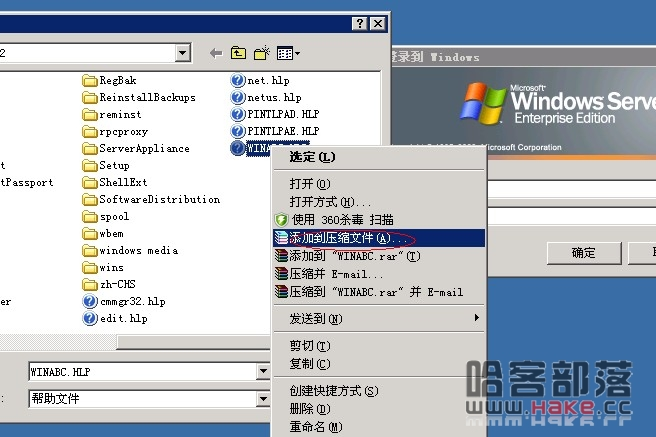 2
RegBak
ReinstallBackups
reminst
rpcproxy
ServerAppliance
Setup
ShellExt
SoftwareDistribution
spool
wbem
windows media
wins
zh-CHS
cmmgr32.hlp
edit.hlp
net.hlp
netus.hlp
PINTLPAD.HLP
PINTLPAE.HLP
tPassport
er
登录到 Windows
Microsoft
Windows Serve
Enterprise Edition
Microsoft Corporation
确定
选定(L)
打开(O)
打开方式(H)...
使用 360杀毒 扫描
添加到压缩文件(A)...
添加到 "WINABC.rar"(T)
压缩并 E-mail...
压缩到 "WINABC.rar" 并 E-mail
发送到(N)
剪切(T)
复制(C)
创建快捷方式(S)
删除(D)
重命名(M)
WINABC.HLP
帮助文件
哈客部落
www.Hake.cc